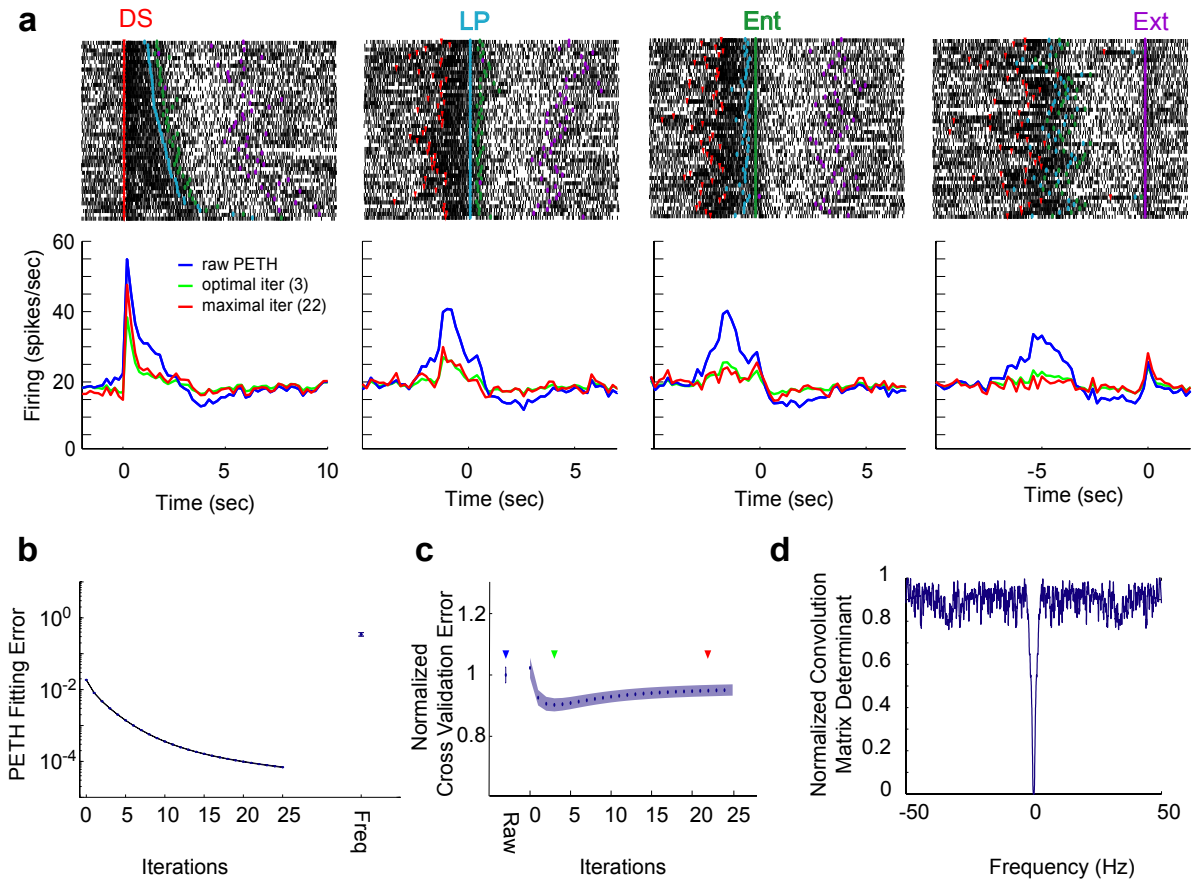 a
DS
LP
Ent
Ext
60
40
20
0
Firing (spikes/sec)
raw PETH
optimal iter (3)
maximal iter (22)
0 5 10
Time (sec)
0 5
Time (sec)
0 5
Time (sec)
-5 0
Time (sec)
b
PETH Fitting Error
10^0
10^-2
10^-4
0 5 10 15 20 25 Freq
Iterations
c
Normalized
Cross Validation Error
1.2
1
0.8
Raw 0 5 10 15 20 25
Iterations
d
Normalized Convolution
Matrix Determinant
1
0.8
0.6
0.4
0.2
0
-50 0 50
Frequency (Hz)